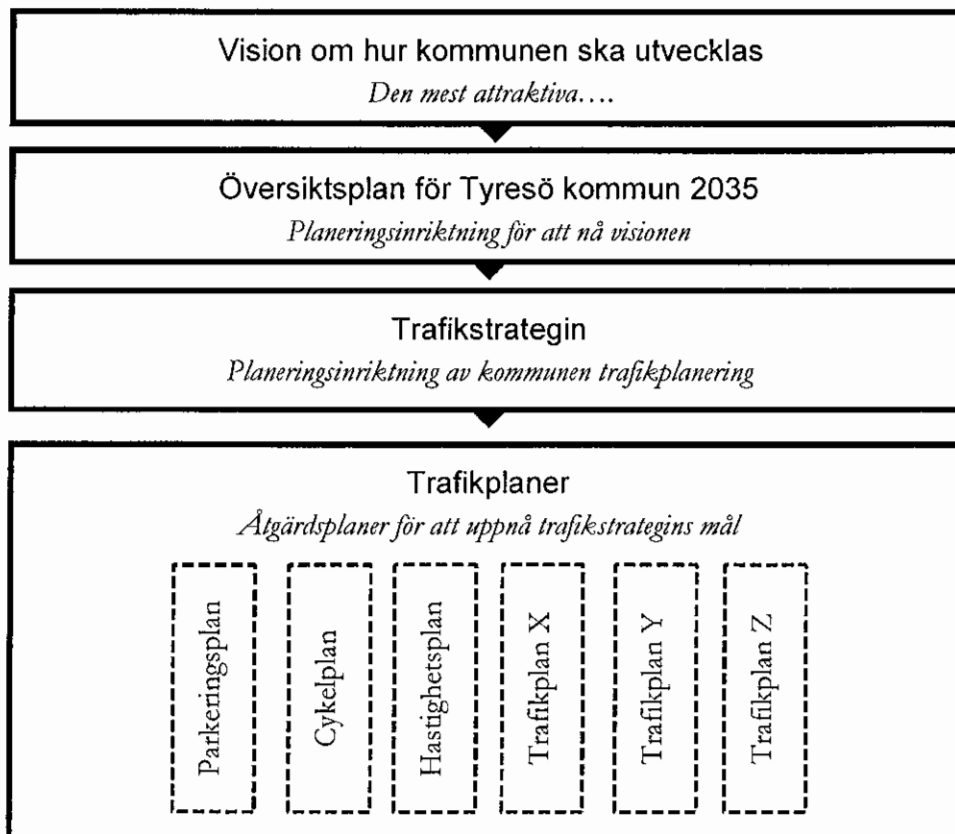 Vision om hur kommunen ska utvecklas
Den mest attraktiva....
Översiktsplan för Tyresö kommun 2035
Planeringsinriktning för att nå visionen
Trafikstrategin
Planeringsinriktning av kommunen trafikplanering
Trafikplaner
Åtgärdsplaner för att uppnå trafikstrategins mål
Parkeringsplan
Cykelplan
Hastighetsplan
Trafikplan X
Trafikplan Y
Trafikplan Z